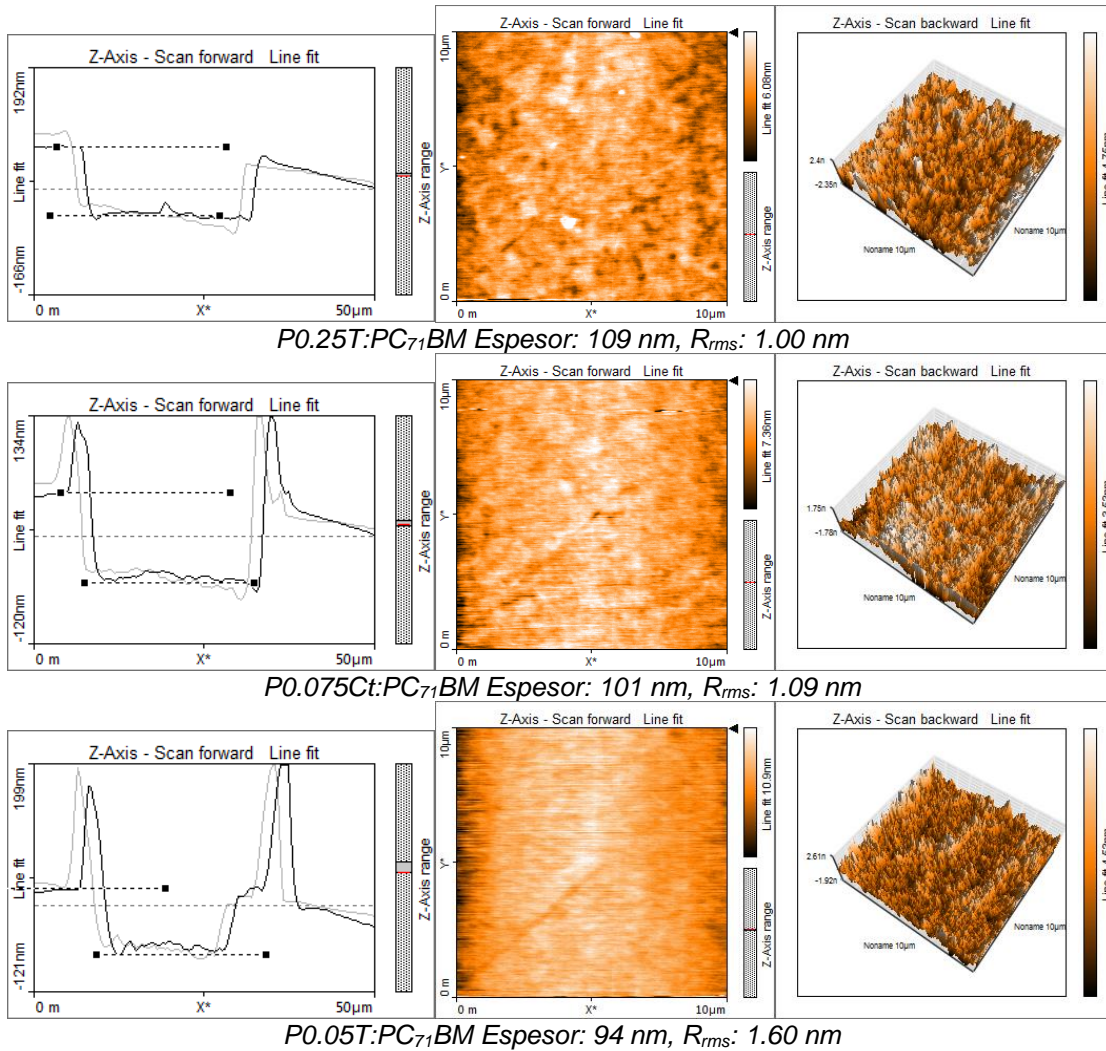 Z-Axis - Scan forward Line fit
192nm
Line fit
-166nm
0 m
X*
50µm
Z-Axis range
Z-Axis - Scan forward Line fit
10µm
Y*
0 m
0 m
X*
10µm
Line fit 6.08nm
Z-Axis range
Z-Axis - Scan backward Line fit
2.4n
-2.35n
Noname 10µm
Noname 10µm
P0.25T:PC71BM Espesor: 109 nm, Rrms: 1.00 nm
Z-Axis - Scan forward Line fit
134nm
Line fit
-120nm
0 m
X*
50µm
Z-Axis range
Z-Axis - Scan forward Line fit
10µm
Y*
0 m
0 m
X*
10µm
Line fit 7.36nm
Z-Axis range
Z-Axis - Scan backward Line fit
1.75n
-1.78n
Noname 10µm
Noname 10µm
P0.075Ct:PC71BM Espesor: 101 nm, Rrms: 1.09 nm
Z-Axis - Scan forward Line fit
199nm
Line fit
-121nm
0 m
X*
50µm
Z-Axis range
Z-Axis - Scan forward Line fit
10µm
Y*
0 m
0 m
X*
10µm
Line fit 10.9nm
Z-Axis range
Z-Axis - Scan backward Line fit
2.61n
-1.92n
Noname 10µm
Noname 10µm
P0.05T:PC71BM Espesor: 94 nm, Rrms: 1.60 nm